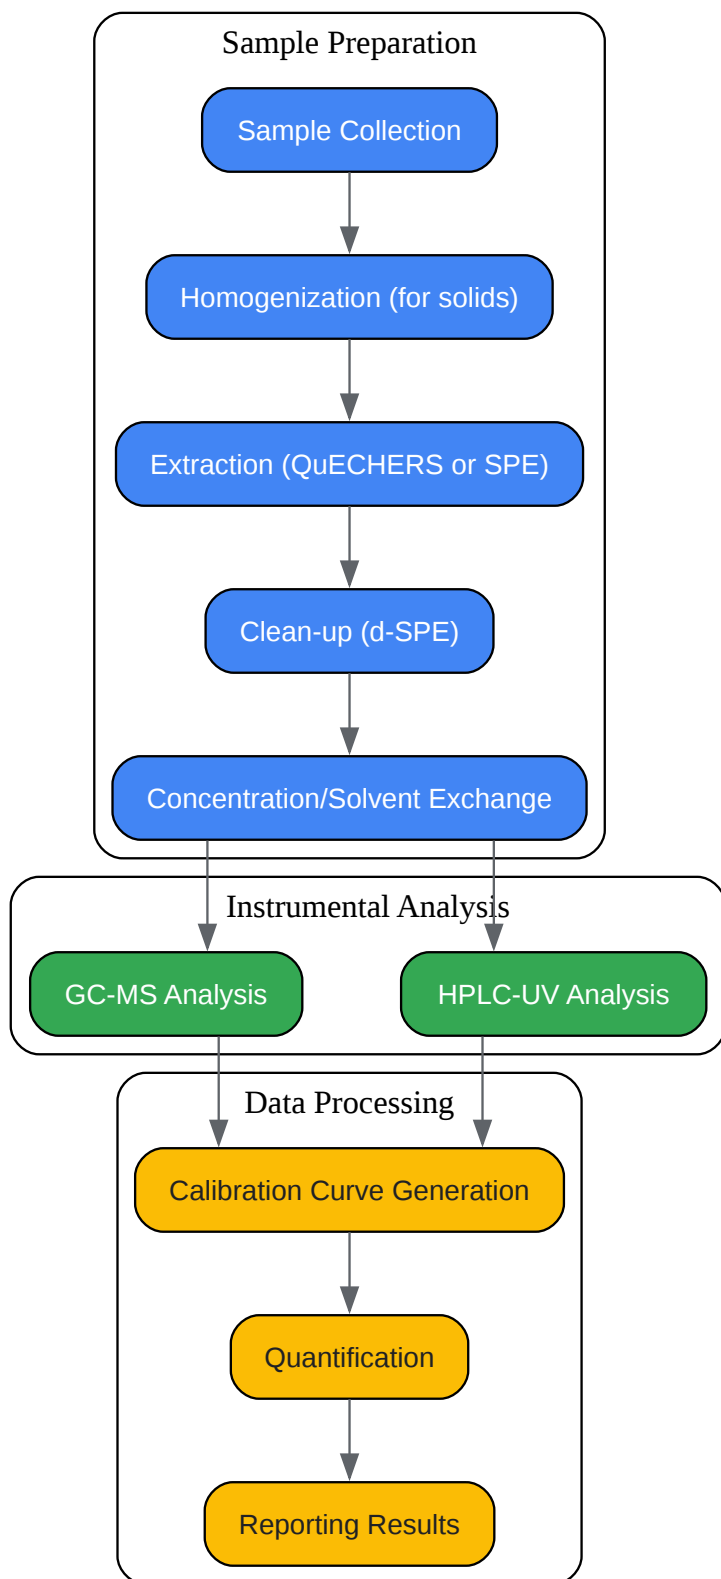 Sample Preparation
Sample Collection
Homogenization (for solids)
Extraction (QuECHERS or SPE)
Clean-up (d-SPE)
Concentration/Solvent Exchange
Instrumental Analysis
GC-MS Analysis
HPLC-UV Analysis
Data Processing
Calibration Curve Generation
Quantification
Reporting Results